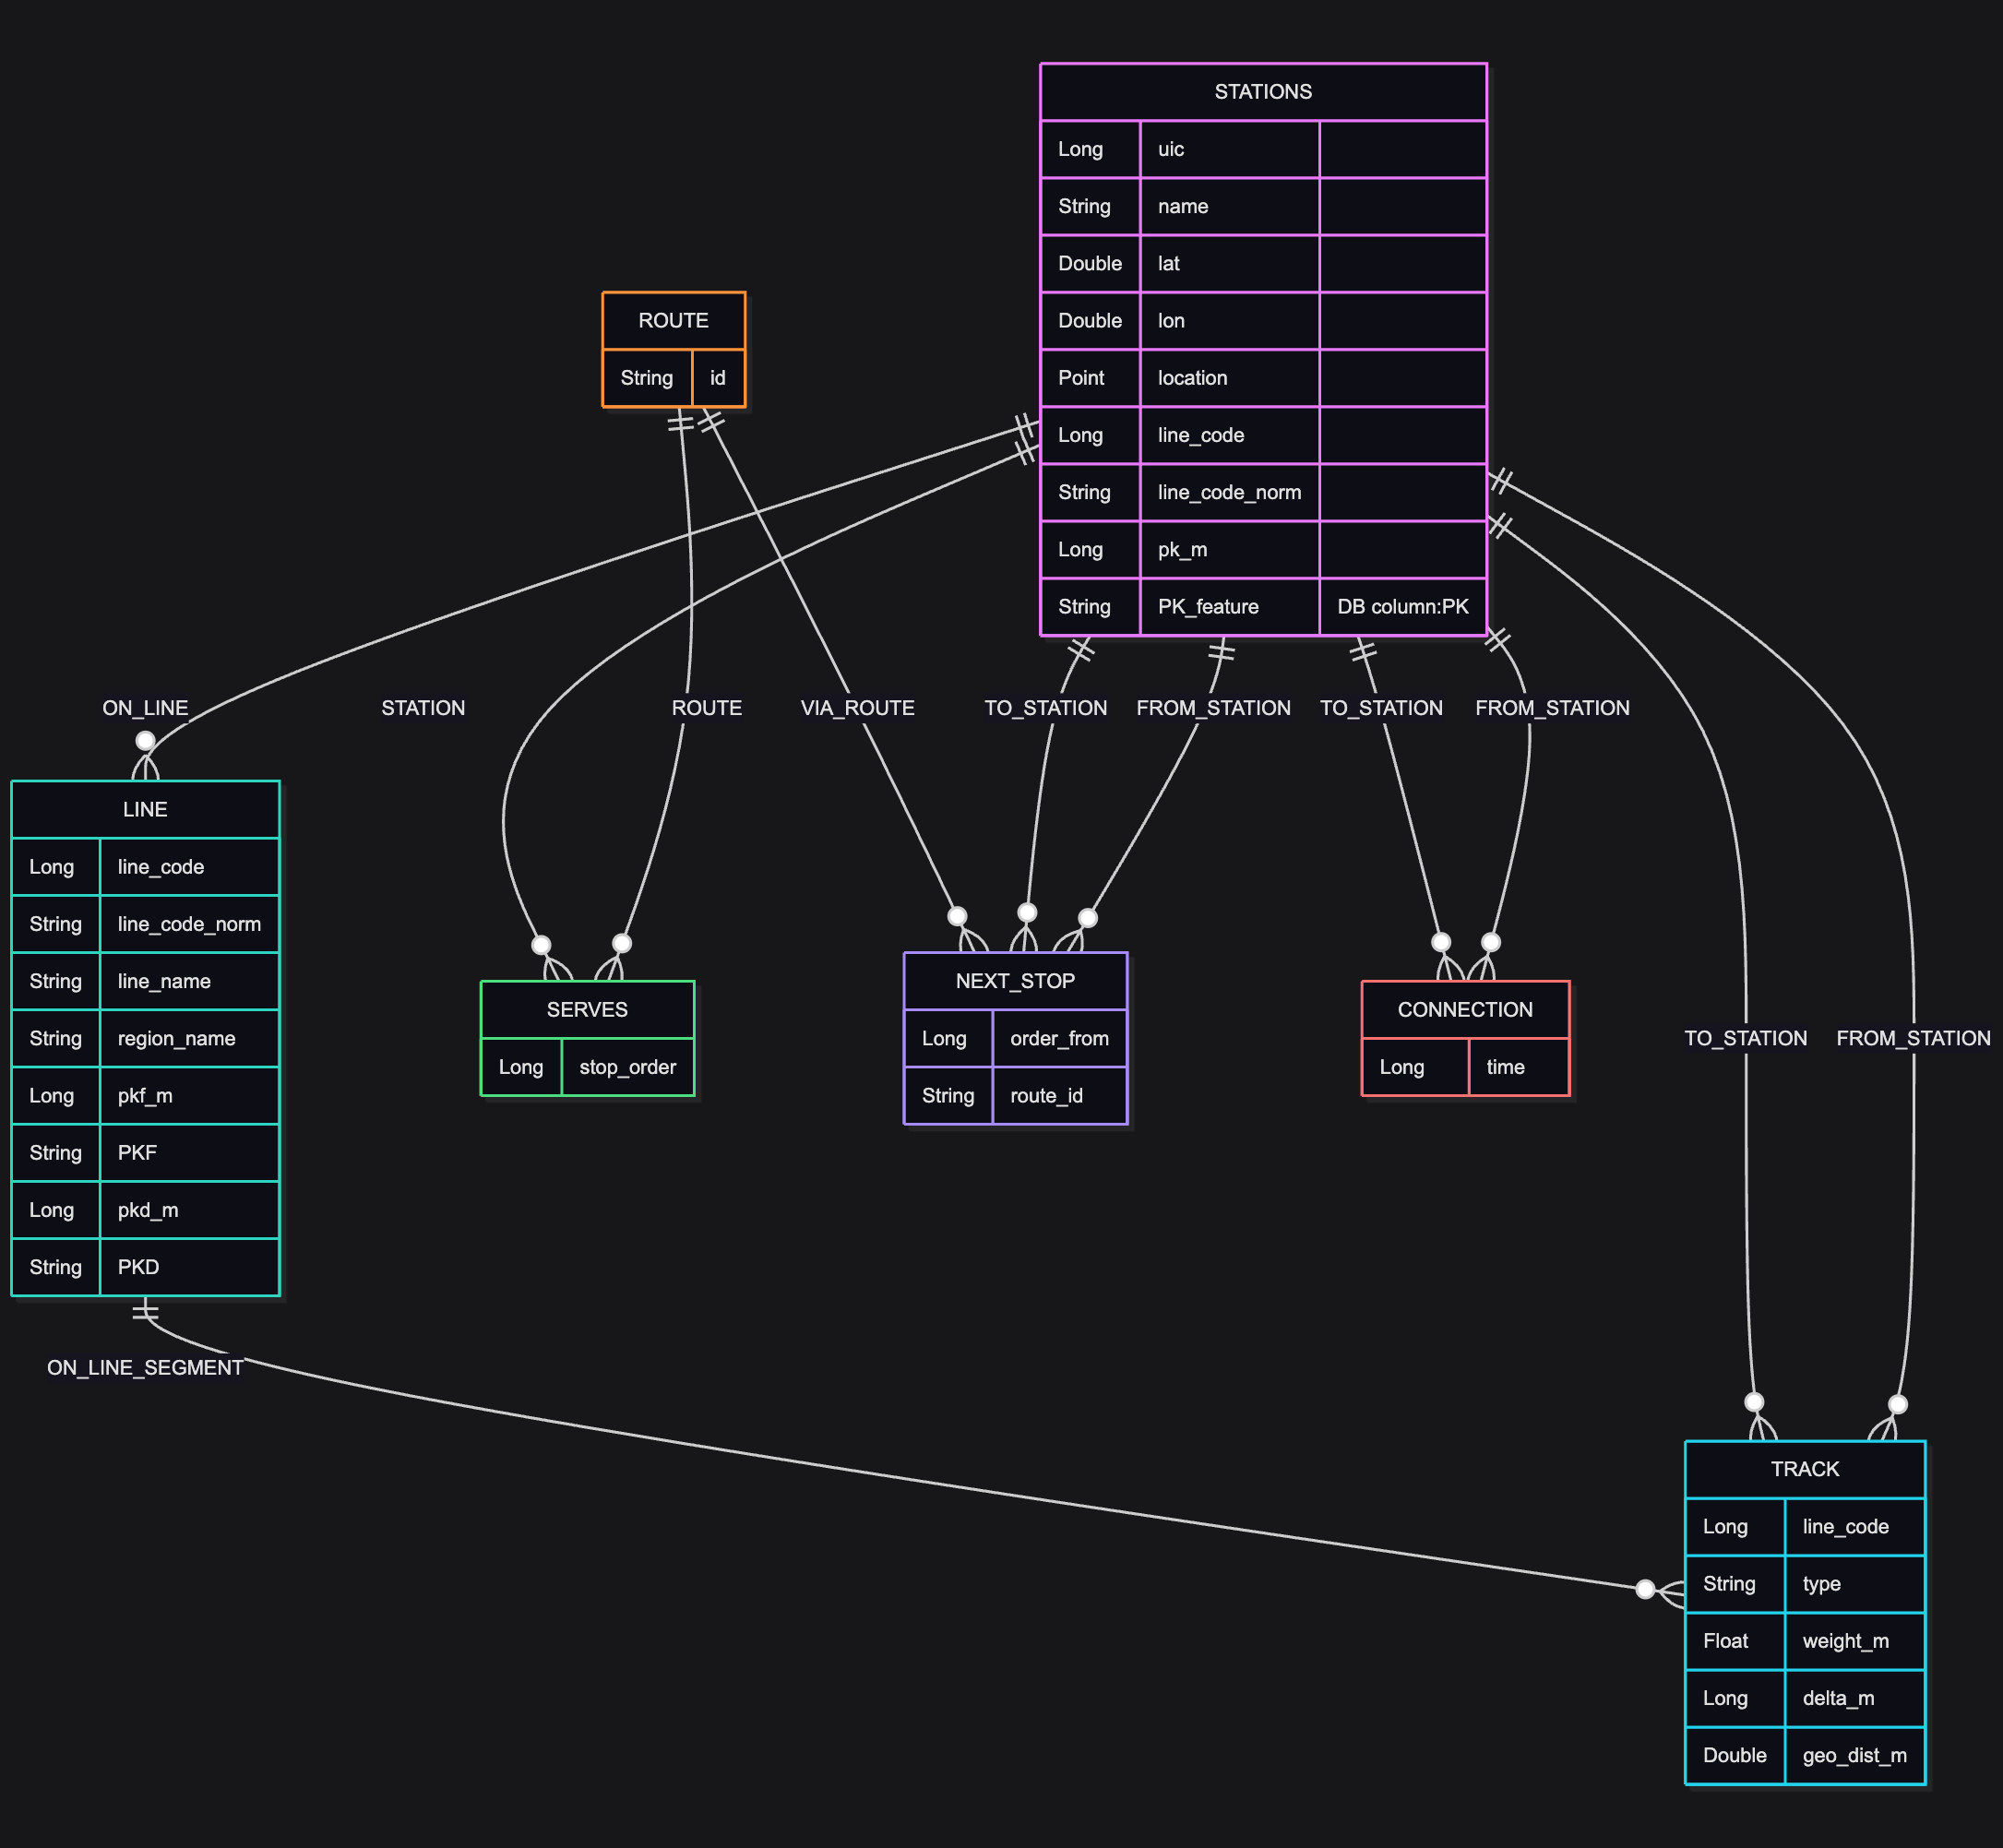 STATIONS
Long uic
String name
Double lat
Double lon
Point location
Long line_code
String line_code_norm
Long pk_m
String PK_feature DB column:PK
ROUTE
String id
ON_LINE
STATION
ROUTE
VIA_ROUTE
TO_STATION
FROM_STATION
TO_STATION
FROM_STATION
LINE
Long line_code
String line_code_norm
String line_name
String region_name
Long pkf_m
String PKF
Long pkd_m
String PKD
SERVES
Long stop_order
NEXT_STOP
Long order_from
String route_id
CONNECTION
Long time
TO_STATION
FROM_STATION
ON_LINE_SEGMENT
TRACK
Long line_code
String type
Float weight_m
Long delta_m
Double geo_dist_m